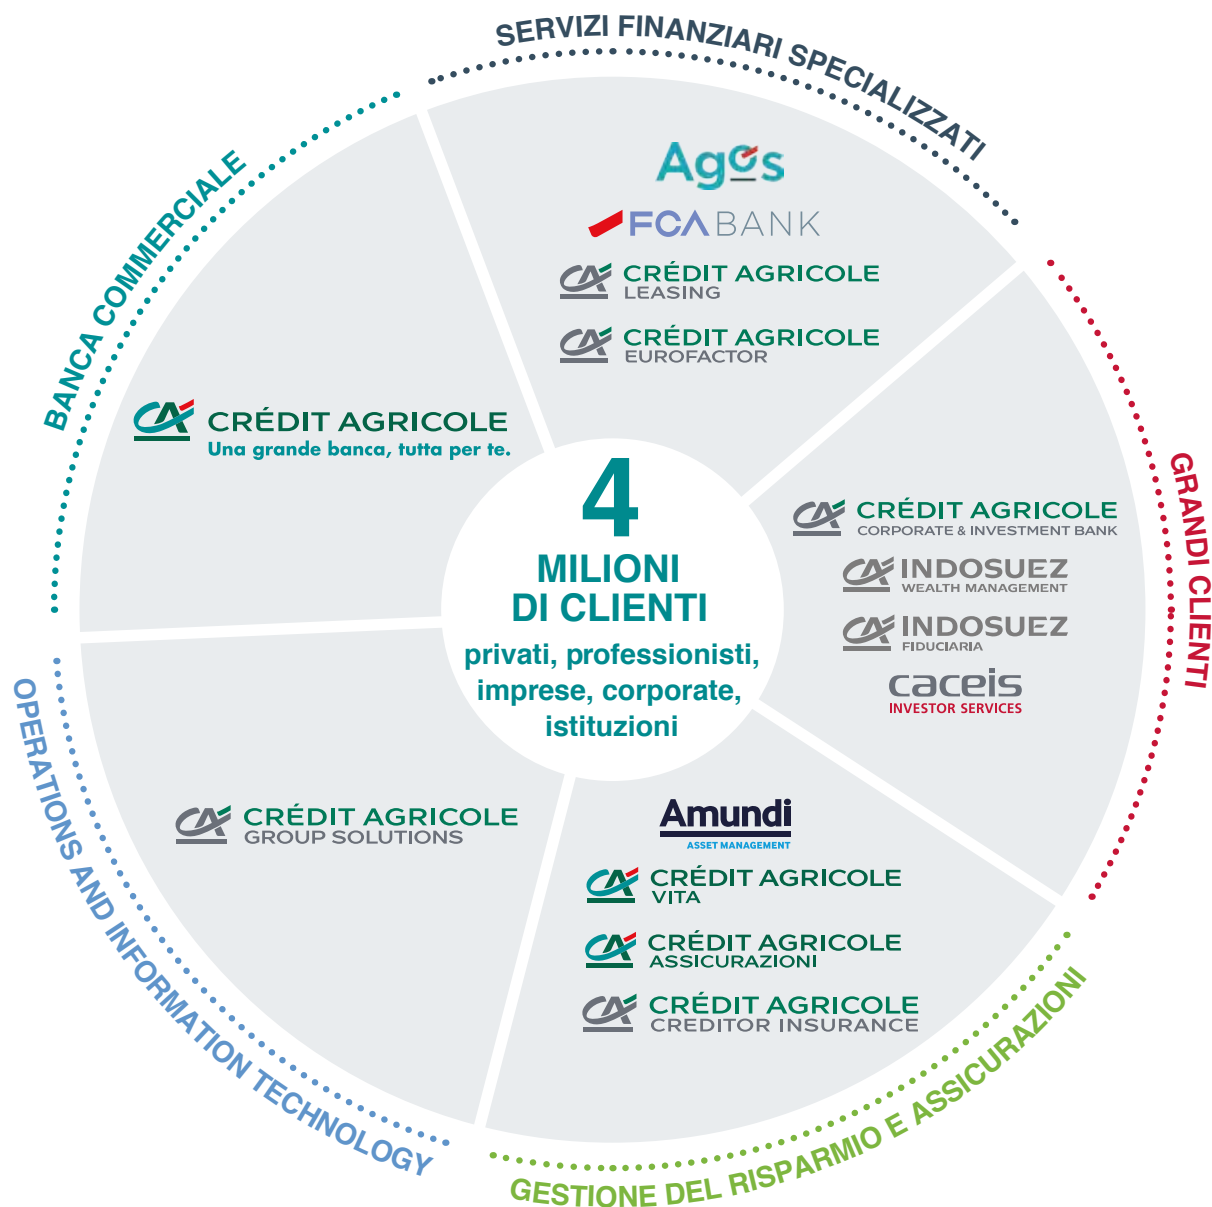 SERVIZI FINANZIARI SPECIALIZZATI
Agos
FCA BANK
CRÉDIT AGRICOLE
LEASING
CRÉDIT AGRICOLE
EUROFACTOR
BANCA COMMERCIALE
CRÉDIT AGRICOLE
Una grande banca, tutta per te.
4
MILIONI
DI CLIENTI
privati, professionisti,
imprese, corporate,
istituzioni
GRANDI CLIENTI
CRÉDIT AGRICOLE
CORPORATE & INVESTMENT BANK
INDOSUEZ
WEALTH MANAGEMENT
INDOSUEZ
FIDUCIARIA
caceis
INVESTOR SERVICES
OPERATIONS AND INFORMATION TECHNOLOGY
CRÉDIT AGRICOLE
GROUP SOLUTIONS
Amundi
ASSET MANAGEMENT
CRÉDIT AGRICOLE
VITA
CRÉDIT AGRICOLE
ASSICURAZIONI
CRÉDIT AGRICOLE
CREDITOR INSURANCE
GESTIONE DEL RISPARMIO E ASSICURAZIONI